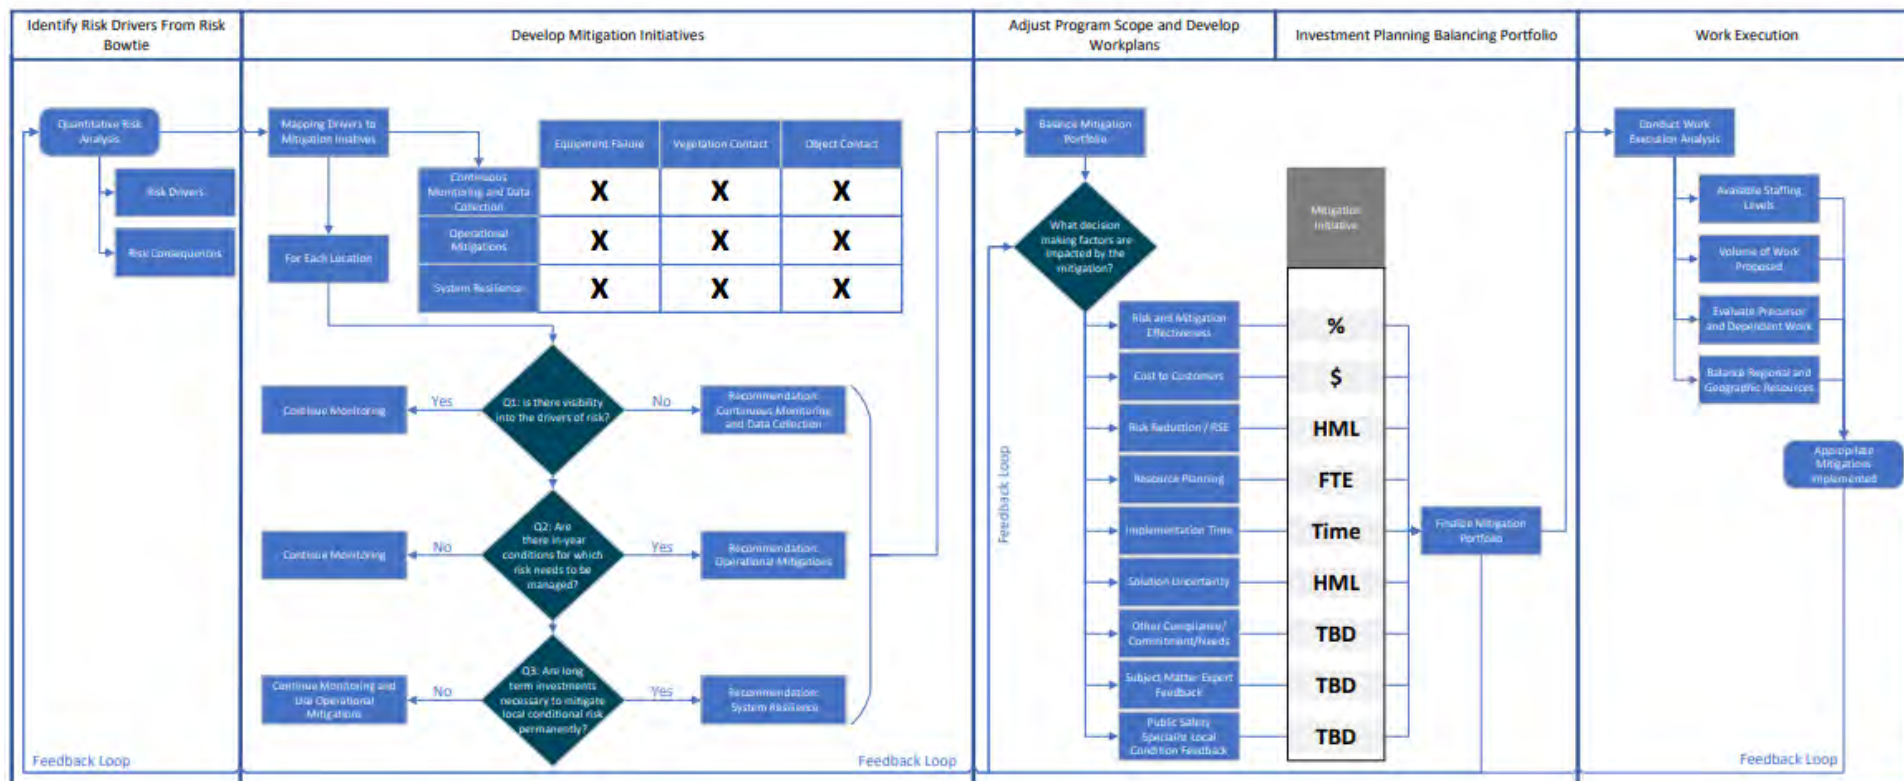 Identify Risk Drivers From Risk
Bowtie
Develop Mitigation Initiatives
Adjust Program Scope and Develop
Workplans
Investment Planning Balancing Portfolio
Work Execution
Quantitative Risk
Analysis
Risk Drivers
Risk Consequences
Mapping Drivers to
Mitigation Iniatives
For Each Location
Equipment Failure
Vegetation Contact
Object Contact
Continuous
Monitoring and Data
Collection
X X X
Operational
Mitigations
X X X
System Resilience
X X X
Q1: Is there visibility
into the drivers of risk?
Yes
Continue Monitoring
No
Recommendation:
Continuous Monitoring
and Data Collection
Q2: Are
there in-year
conditions for which
risk needs to be
managed?
No
Continue Monitoring
Yes
Recommendation:
Operational Mitigations
Q3: Are long
term investments
necessary to mitigate
local conditional risk
permanently?
No
Continue Monitoring and
Use Operational
Mitigations
Yes
Recommendation:
System Resilience
Balance Mitigation
Portfolio
What decision
making factors are
impacted by the
mitigation?
Mitigation
Initiative
Risk and Mitigation
Effectiveness
%
Cost to Customers
$
Risk Reduction / RSE
HML
Resource Planning
FTE
Implementation Time
Time
Solution Uncertainty
HML
Other Compliance/
Commitment/Needs
TBD
Subject Matter Expert
Feedback
TBD
Public Safety
Specialist Local
Condition Feedback
TBD
Finalize Mitigation
Portfolio
Conduct Work
Execution Analysis
Available Staffing
Levels
Volume of Work
Proposed
Evaluate Precursor
and Dependent Work
Balance Regional and
Geographic Resources
Appropriate
Mitigations
Implemented
Feedback Loop
Feedback Loop
Feedback Loop
Feedback Loop